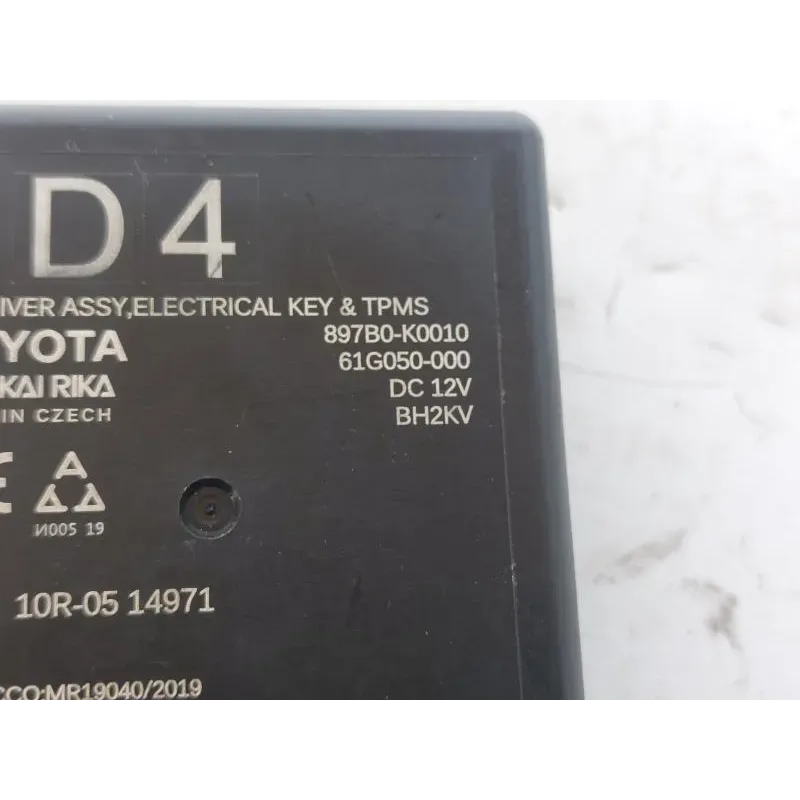 D4
IVER ASSY,ELECTRICAL KEY & TPMS
YOTA 897B0-K0010
KAI RIKA 61G050-000
IN CZECH DC 12V
BH2KV
И005 19
10R-05 14971
CCO:MR19040/2019